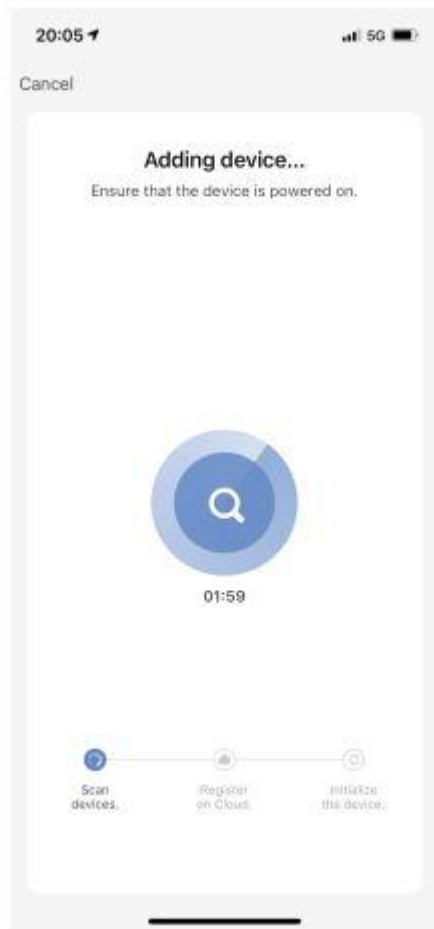 20:05
5G
Cancel
Adding device...
Ensure that the device is powered on.
01:59
Scan
devices.
Register
on Cloud.
Initialize
the device.